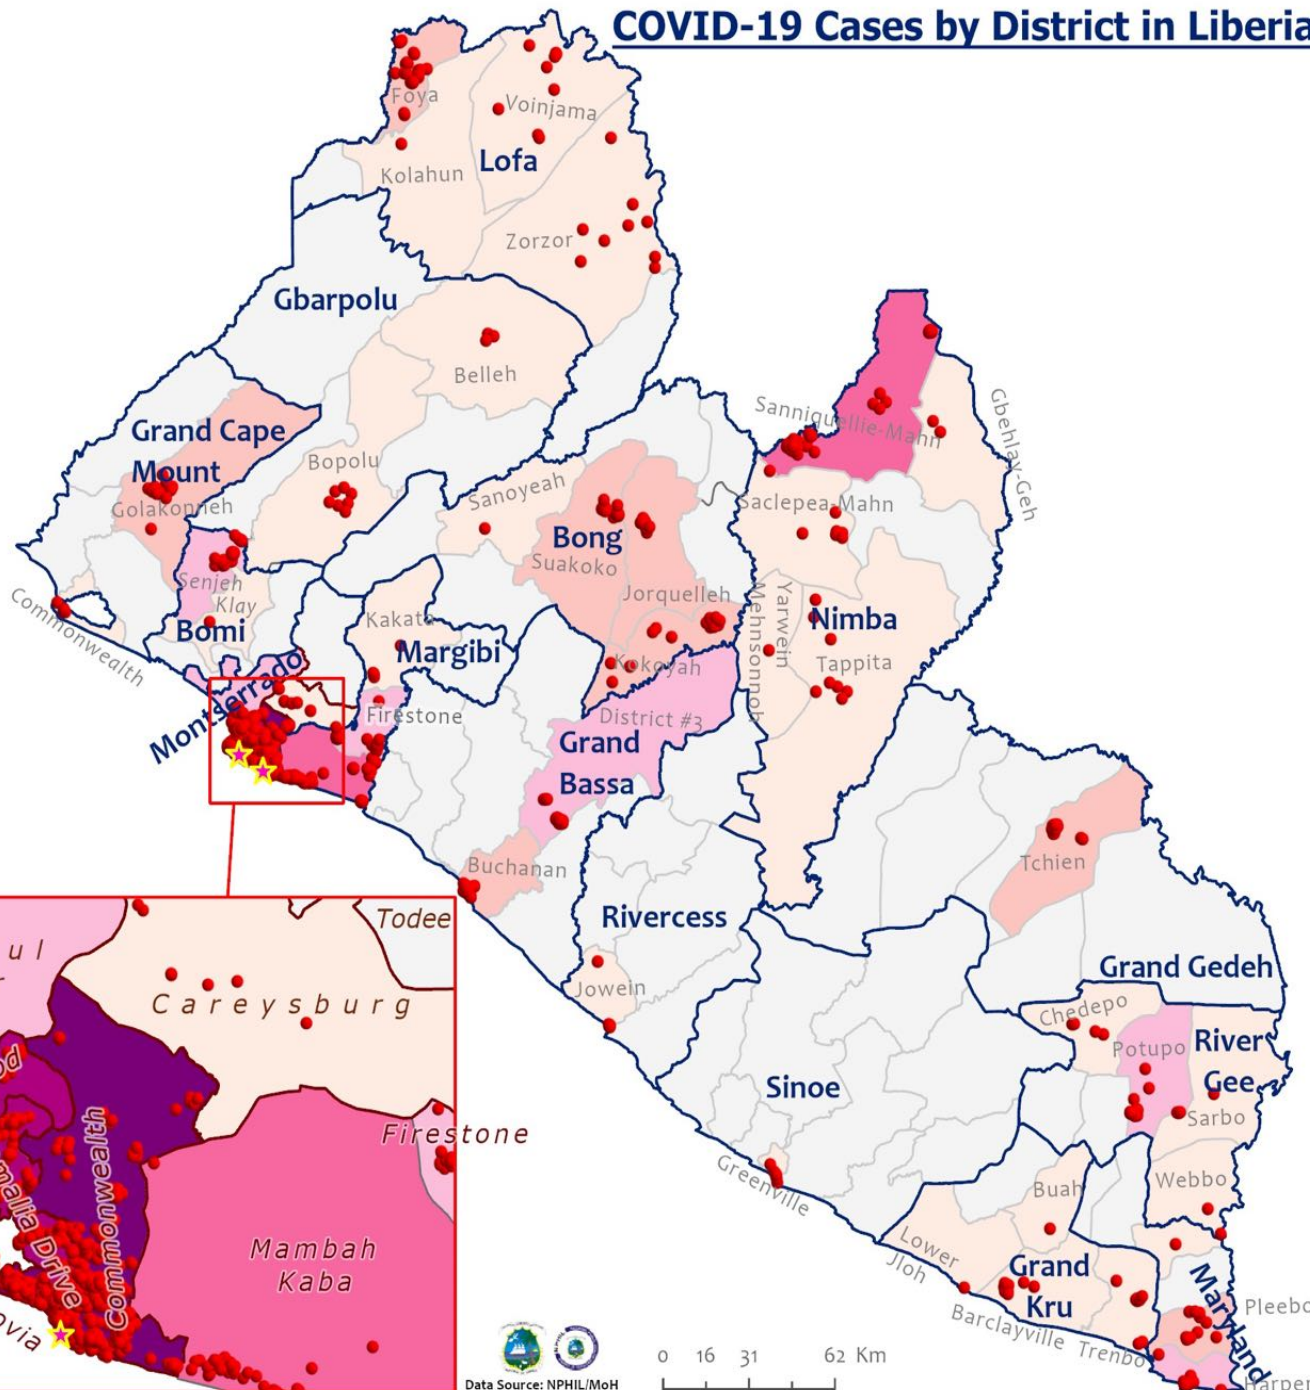 COVID-19 Cases by District in Liberia
Foya
Voinjama
Lofa
Kolahun
Zorzor
Gbarpolu
Belleh
Sanniquellie-Mahn
Gbehlay-Geh
Grand Cape
Mount
Bopolu
Golakonneh
Sanoyeah
Saclepea-Mahn
Bong
Suakoko
Senjeh
Klay
Commonwealth
Jorquelleh
Kakata
Bomi
Margibi
Kokoyah
Mehnsonnoh
Yarwein
Nimba
Tappita
Montserrado
Firestone
District #3
Grand
Bassa
Buchanan
Tchien
Rivercess
Jowein
Grand Gedeh
Chedepo
Potupo
River
Gee
Sarbo
Sinoe
Greenville
Webbo
Buah
Lower
Jloh
Grand
Kru
Barclayville
Trenbo
Maryland
Pleebo
Harper
Todee
ul
Careysburg
Firestone
Commonwealth
malia Drive
ovia
Mambah
Kaba
0 16 31 62 Km
Data Source: NPHIL/MoH